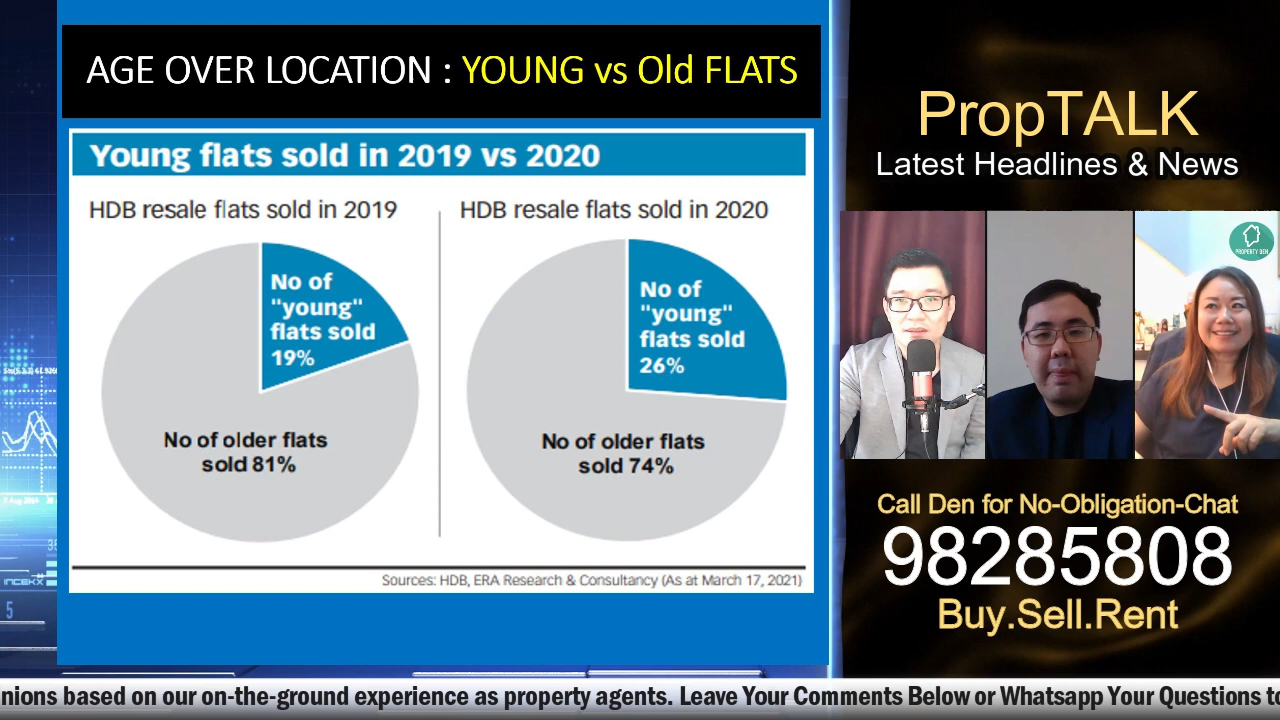 AGE OVER LOCATION : YOUNG vs Old FLATS
Young flats sold in 2019 vs 2020
HDB resale flats sold in 2019
No of
"young"
flats sold
19%
No of older flats
sold 81%
HDB resale flats sold in 2020
No of
"young"
flats sold
26%
No of older flats
sold 74%
Sources: HDB, ERA Research & Consultancy (As at March 17, 2021)
PropTALK
Latest Headlines & News
PROPERTY DEN
Call Den for No-Obligation-Chat
98285808
Buy.Sell.Rent
nions based on our on-the-ground experience as property agents. Leave Your Comments Below or Whatsapp Your Questions to